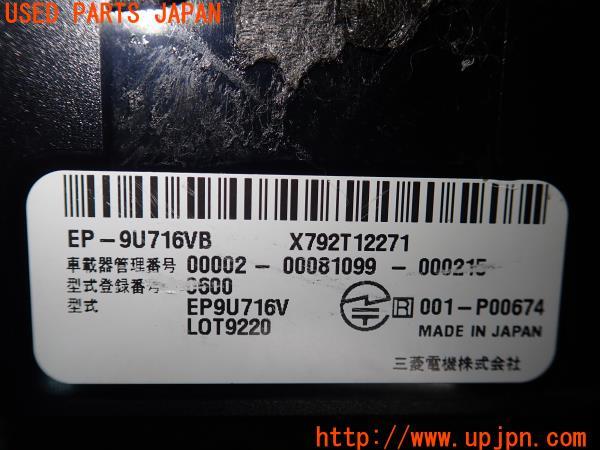 USED PARTS JAPAN
EP-9U716VB X792T12271
車載器管理番号 00002-00081099-000215
型式登録番号 0600
型式 EP9U716V
LOT9220
R 001-P00674
MADE IN JAPAN
三菱電機株式会社
http://www.upjpn.com